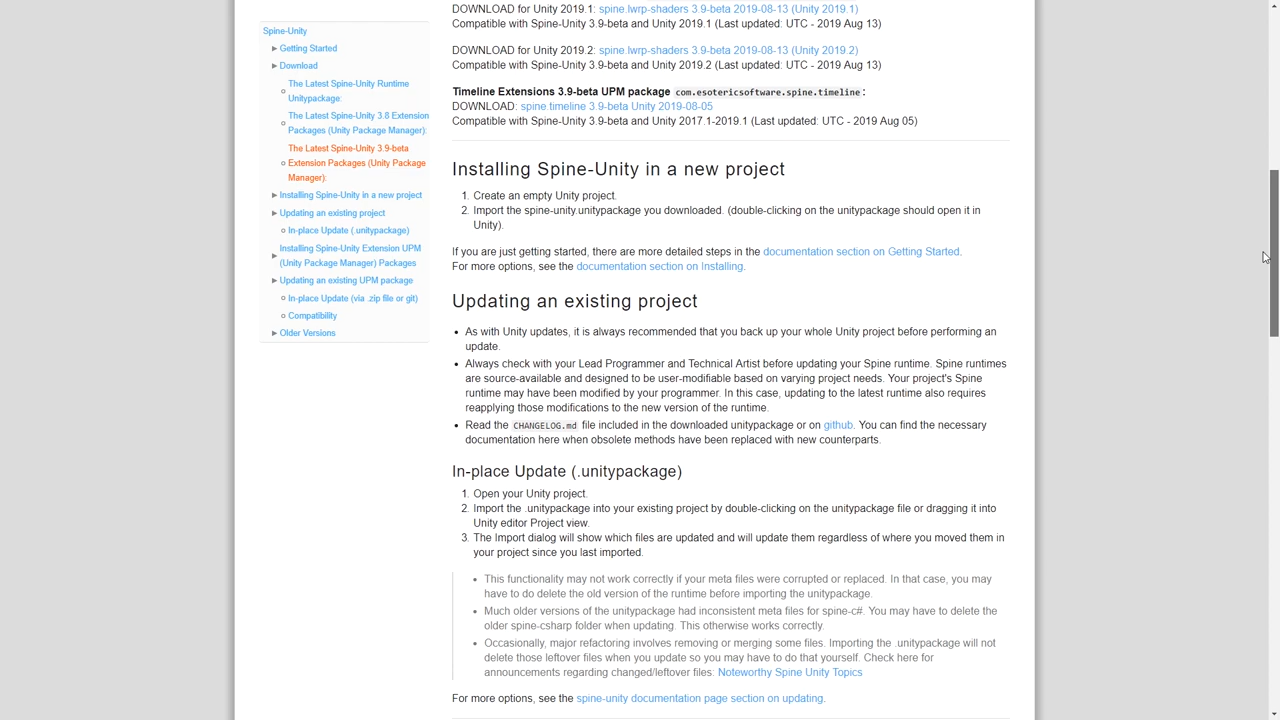 Spine-Unity
Getting Started
Download
The Latest Spine-Unity Runtime
Unitypackage:
The Latest Spine-Unity 3.8 Extension
Packages (Unity Package Manager):
The Latest Spine-Unity 3.9-beta
Extension Packages (Unity Package
Manager):
Installing Spine-Unity in a new project
Updating an existing project
In-place Update (.unitypackage)
Installing Spine-Unity Extension UPM
(Unity Package Manager) Packages
Updating an existing UPM package
In-place Update (via .zip file or git)
Compatibility
Older Versions
DOWNLOAD for Unity 2019.1: spine.lwrp-shaders 3.9-beta 2019-08-13 (Unity 2019.1)
Compatible with Spine-Unity 3.9-beta and Unity 2019.1 (Last updated: UTC - 2019 Aug 13)
DOWNLOAD for Unity 2019.2: spine.lwrp-shaders 3.9-beta 2019-08-13 (Unity 2019.2)
Compatible with Spine-Unity 3.9-beta and Unity 2019.2 (Last updated: UTC - 2019 Aug 13)
Timeline Extensions 3.9-beta UPM package com.esotericsoftware.spine.timeline:
DOWNLOAD: spine.timeline 3.9-beta Unity 2019-08-05
Compatible with Spine-Unity 3.9-beta and Unity 2017.1-2019.1 (Last updated: UTC - 2019 Aug 05)
Installing Spine-Unity in a new project
1. Create an empty Unity project.
2. Import the spine-unity.unitypackage you downloaded. (double-clicking on the unitypackage should open it in
Unity).
If you are just getting started, there are more detailed steps in the documentation section on Getting Started.
For more options, see the documentation section on Installing.
Updating an existing project
• As with Unity updates, it is always recommended that you back up your whole Unity project before performing an
update.
• Always check with your Lead Programmer and Technical Artist before updating your Spine runtime. Spine runtimes
are source-available and designed to be user-modifiable based on varying project needs. Your project's Spine
runtime may have been modified by your programmer. In this case, updating to the latest runtime also requires
reapplying those modifications to the new version of the runtime.
• Read the CHANGELOG.md file included in the downloaded unitypackage or on github. You can find the necessary
documentation here when obsolete methods have been replaced with new counterparts.
In-place Update (.unitypackage)
1. Open your Unity project.
2. Import the .unitypackage into your existing project by double-clicking on the unitypackage file or dragging it into
Unity editor Project view.
3. The Import dialog will show which files are updated and will update them regardless of where you moved them in
your project since you last imported.
• This functionality may not work correctly if your meta files were corrupted or replaced. In that case, you may
have to do delete the old version of the runtime before importing the unitypackage.
• Much older versions of the unitypackage had inconsistent meta files for spine-c#. You may have to delete the
older spine-csharp folder when updating. This otherwise works correctly.
• Occasionally, major refactoring involves removing or merging some files. Importing the .unitypackage will not
delete those leftover files when you update so you may have to do that yourself. Check here for
announcements regarding changed/leftover files: Noteworthy Spine Unity Topics
For more options, see the spine-unity documentation page section on updating.